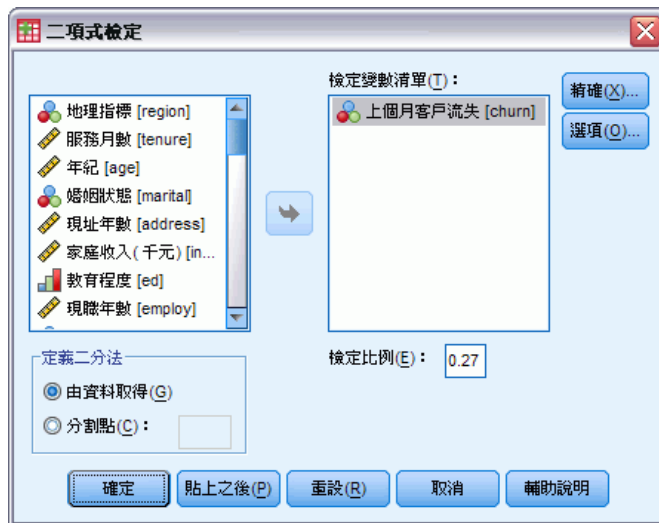 二項式檢定
地理指標 [region]
服務月數 [tenure]
年紀 [age]
婚姻狀態 [marital]
現址年數 [address]
家庭收入(千元) [in...
教育程度 [ed]
現職年數 [employ]
檢定變數清單(T)：
上個月客戶流失 [churn]
精確(X)...
選項(O)...
定義二分法
由資料取得(G)
分割點(C)：
檢定比例(E)：
0.27
確定
貼上之後(P)
重設(R)
取消
輔助說明